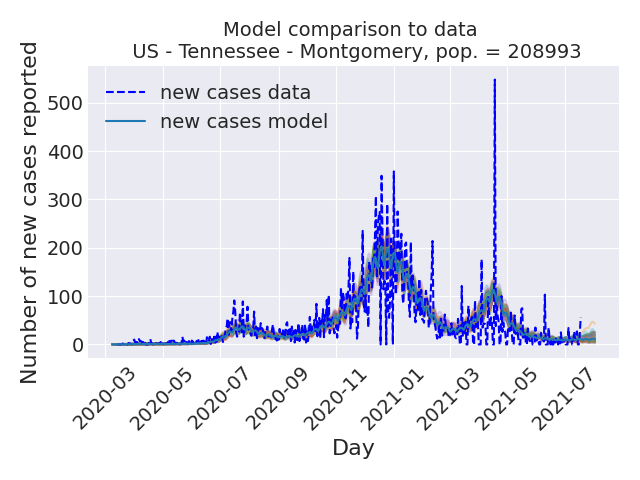 Model comparison to data
US - Tennessee - Montgomery, pop. = 208993
new cases data
new cases model
Number of new cases reported
500
400
300
200
100
0
2020-03
2020-05
2020-07
2020-09
2020-11
2021-01
2021-03
2021-05
2021-07
Day